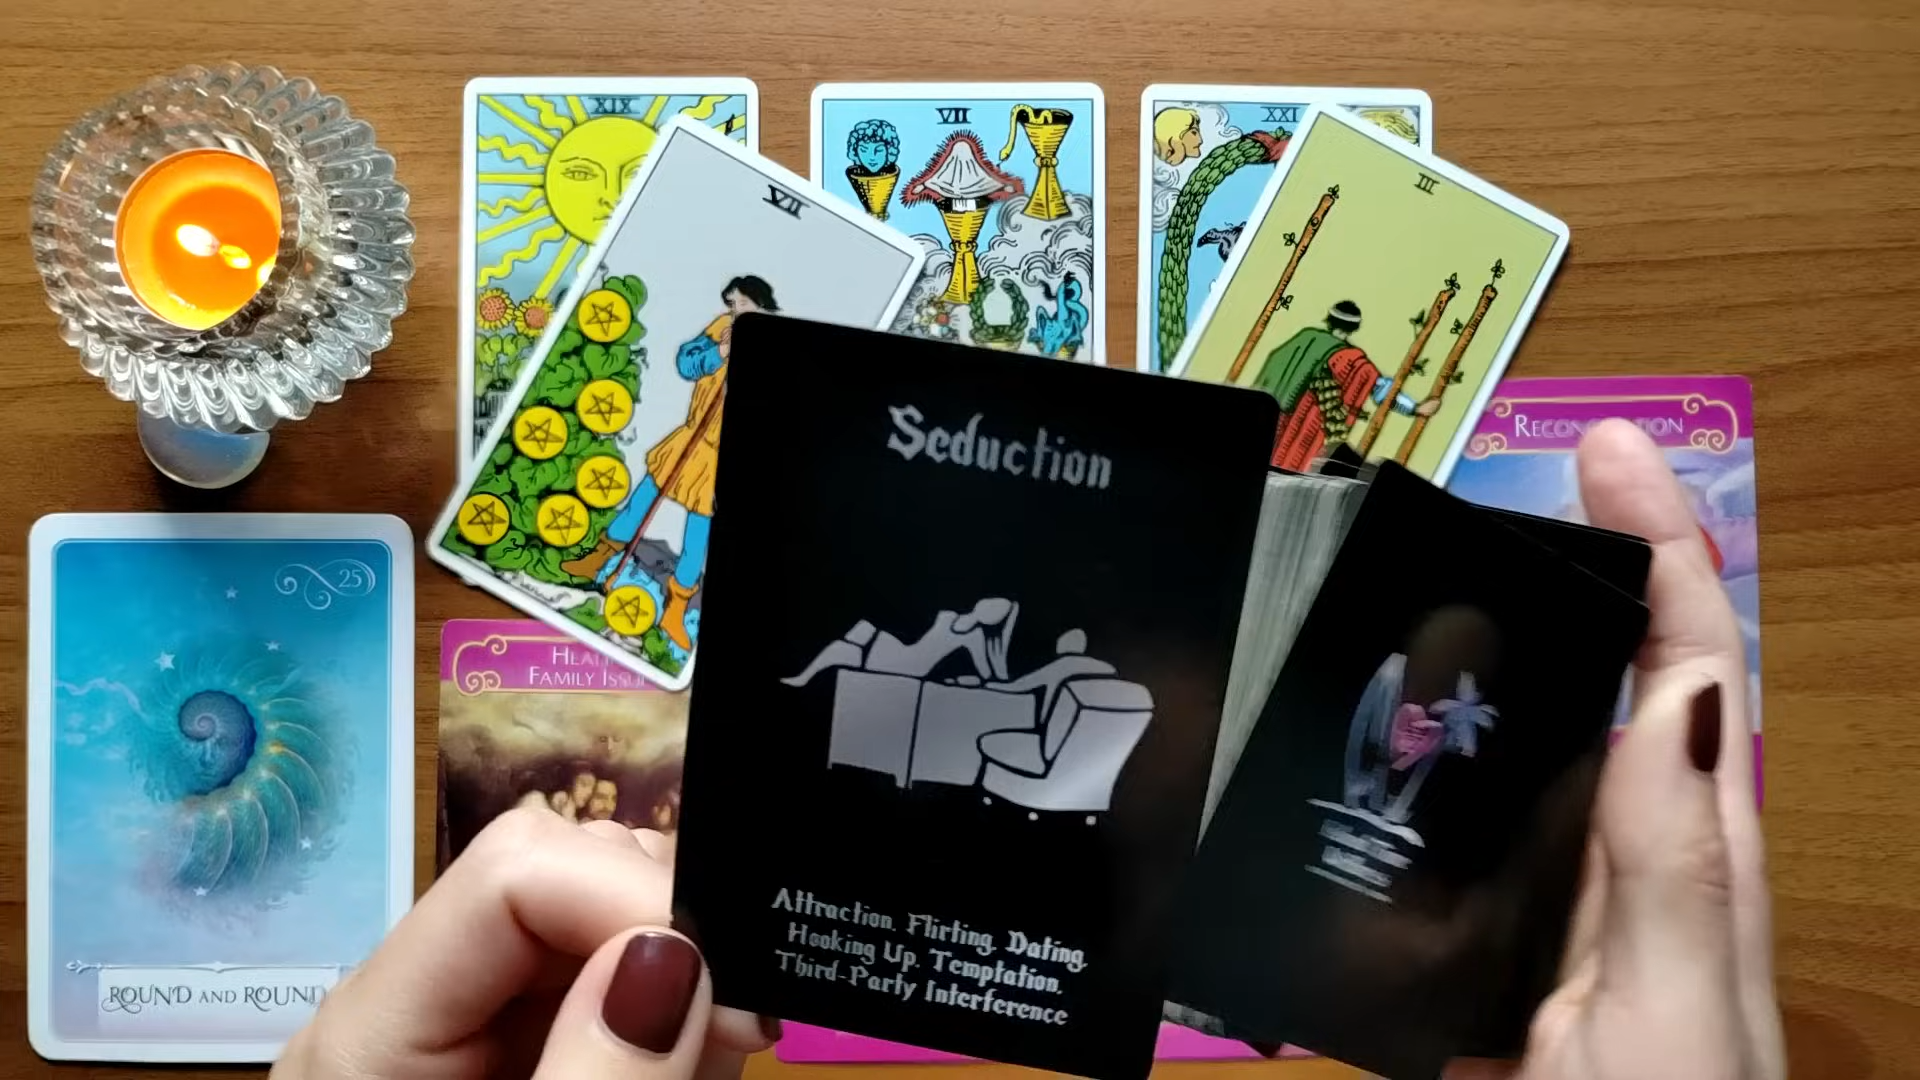 XIX
VII
XXI
VII
III
Seduction
Attraction, Flirting, Dating,
Hooking Up, Temptation,
Third-Party Interference
25
ROUND AND ROUND
FAMILY